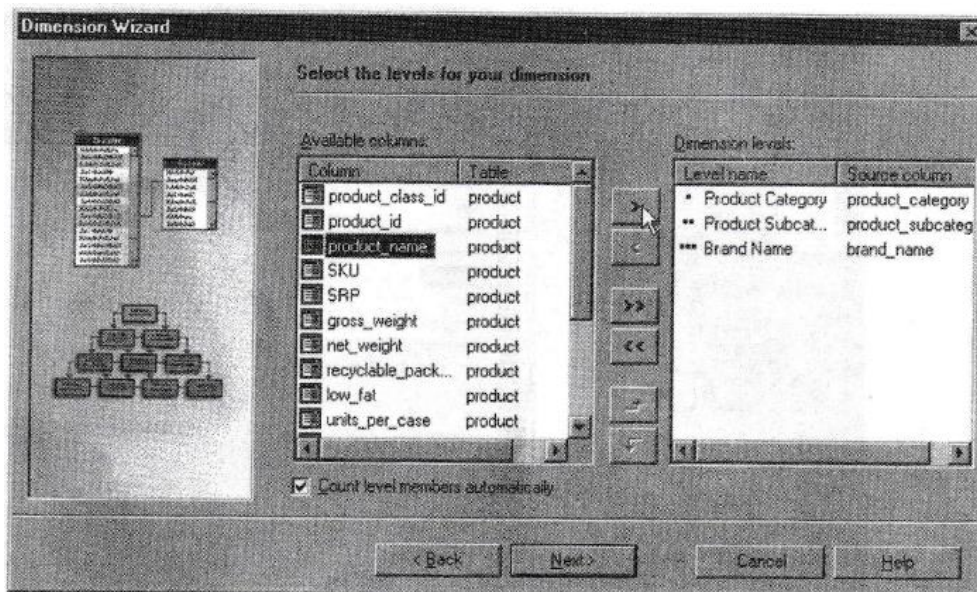 Dimension Wizard
Select the levels for your dimension
Available columns:
Column Table
product_class_id product
product_id product
product_name product
SKU product
SRP product
gross_weight product
net_weight product
recyclable_pack... product
low_fat product
units_per_case product
Count level members automatically
>
<
>>
<<
Dimension levels:
Level name Source column
Product Category product_category
Product Subcat... product_subcateg
Brand Name brand_name
< Back Next > Cancel Help